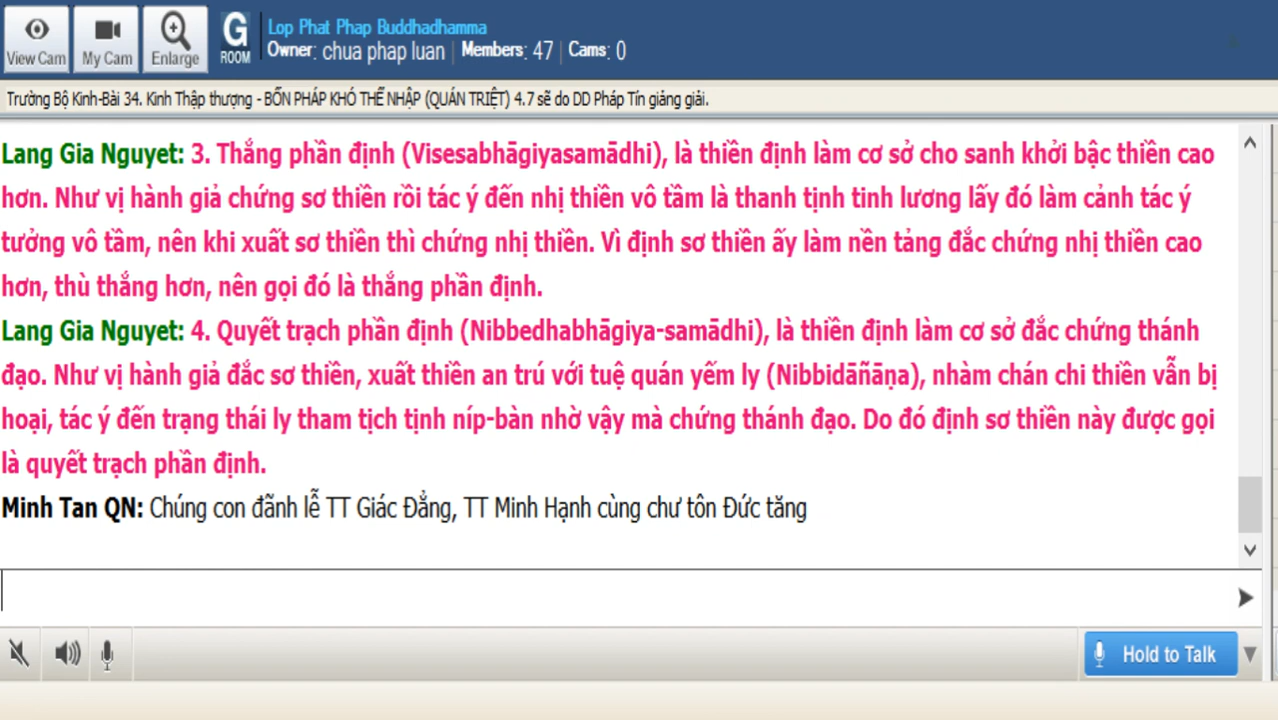 Lop Phat Phap Buddhadhamma
View Cam My Cam Enlarge G ROOM Owner: chua phap luan | Members: 47 | Cams: 0
Trường Bộ Kinh-Bài 34. Kinh Thập thượng - BỐN PHÁP KHÓ THỂ NHẬP (QUÁN TRIỆT) 4.7 sẽ do DD Pháp Tín giảng giải.
Lang Gia Nguyet: 3. Thắng phần định (Visesabhāgiyasamādhi), là thiền định làm cơ sở cho sanh khởi bậc thiền cao
hơn. Như vị hành giả chứng sơ thiền rồi tác ý đến nhị thiền vô tầm là thanh tịnh tinh lương lấy đó làm cảnh tác ý
tưởng vô tầm, nên khi xuất sơ thiền thì chứng nhị thiền. Vì định sơ thiền ấy làm nền tảng đắc chứng nhị thiền cao
hơn, thù thắng hơn, nên gọi đó là thắng phần định.
Lang Gia Nguyet: 4. Quyết trạch phần định (Nibbedhabhāgiya-samādhi), là thiền định làm cơ sở đắc chứng thánh
đạo. Như vị hành giả đắc sơ thiền, xuất thiền an trú với tuệ quán yếm ly (Nibbidāñāṇa), nhàm chán chi thiền vẫn bị
hoại, tác ý đến trạng thái ly tham tịch tịnh níp-bàn nhờ vậy mà chứng thánh đạo. Do đó định sơ thiền này được gọi
là quyết trạch phần định.
Minh Tan QN: Chúng con đãnh lễ TT Giác Đẳng, TT Minh Hạnh cùng chư tôn Đức tăng
Hold to Talk